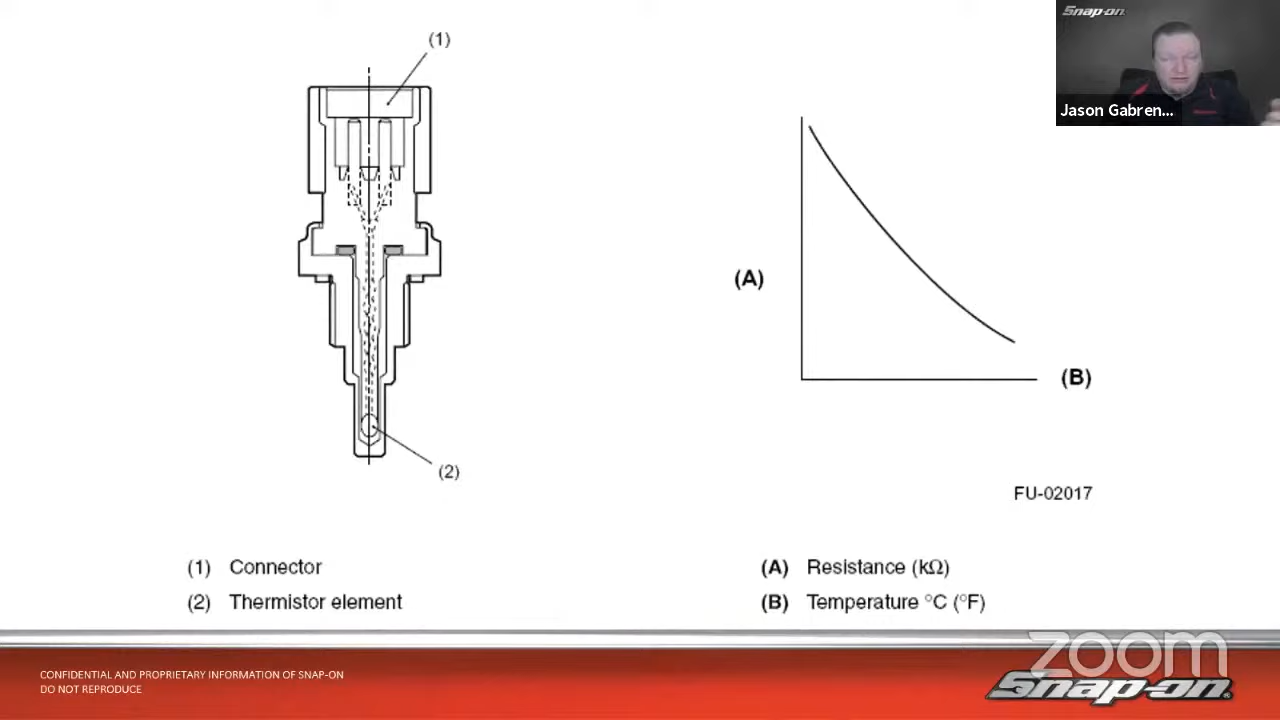 (1)
Snap-on
Jason Gabren...
(A)
(B)
(2)
FU-02017
(1) Connector
(2) Thermistor element
(A) Resistance (kΩ)
(B) Temperature °C (°F)
CONFIDENTIAL AND PROPRIETARY INFORMATION OF SNAP-ON
DO NOT REPRODUCE
zoom
Snap-on